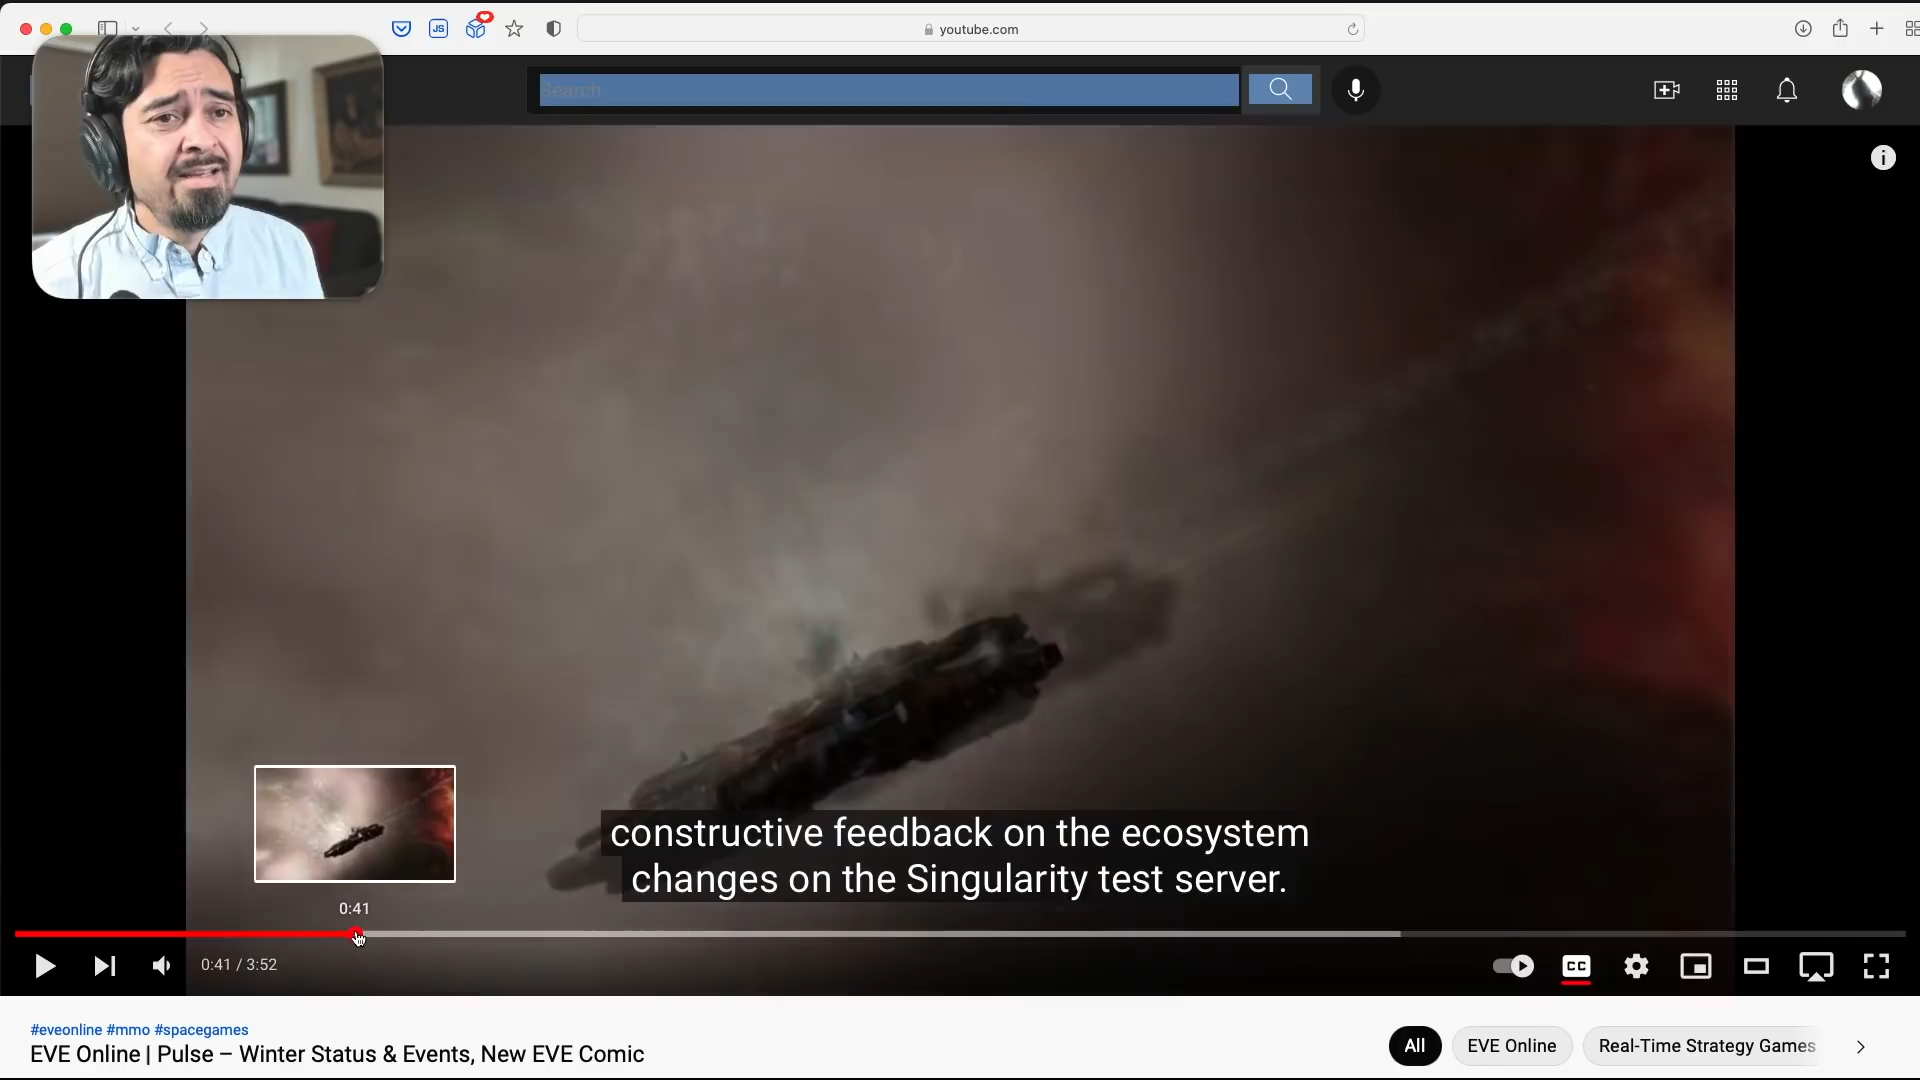 JS
youtube.com
Search
constructive feedback on the ecosystem
changes on the Singularity test server.
0:41
0:41 / 3:52
CC
#eveonline #mmo #spacegames
EVE Online | Pulse – Winter Status & Events, New EVE Comic
All
EVE Online
Real-Time Strategy Games